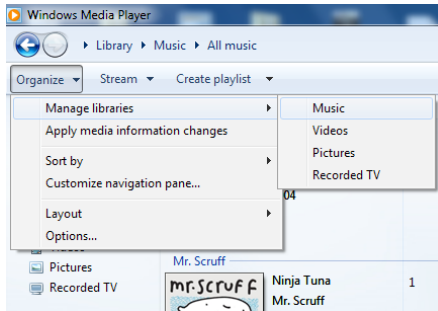 Windows Media Player
Library Music All music
Organize Stream Create playlist
Manage libraries
Apply media information changes
Sort by
Customize navigation pane...
Layout
Options...
Music
Videos
Pictures
Recorded TV
04
Pictures
Recorded TV
Mr. Scruff
mr.scruff
Ninja Tuna
Mr. Scruff
1